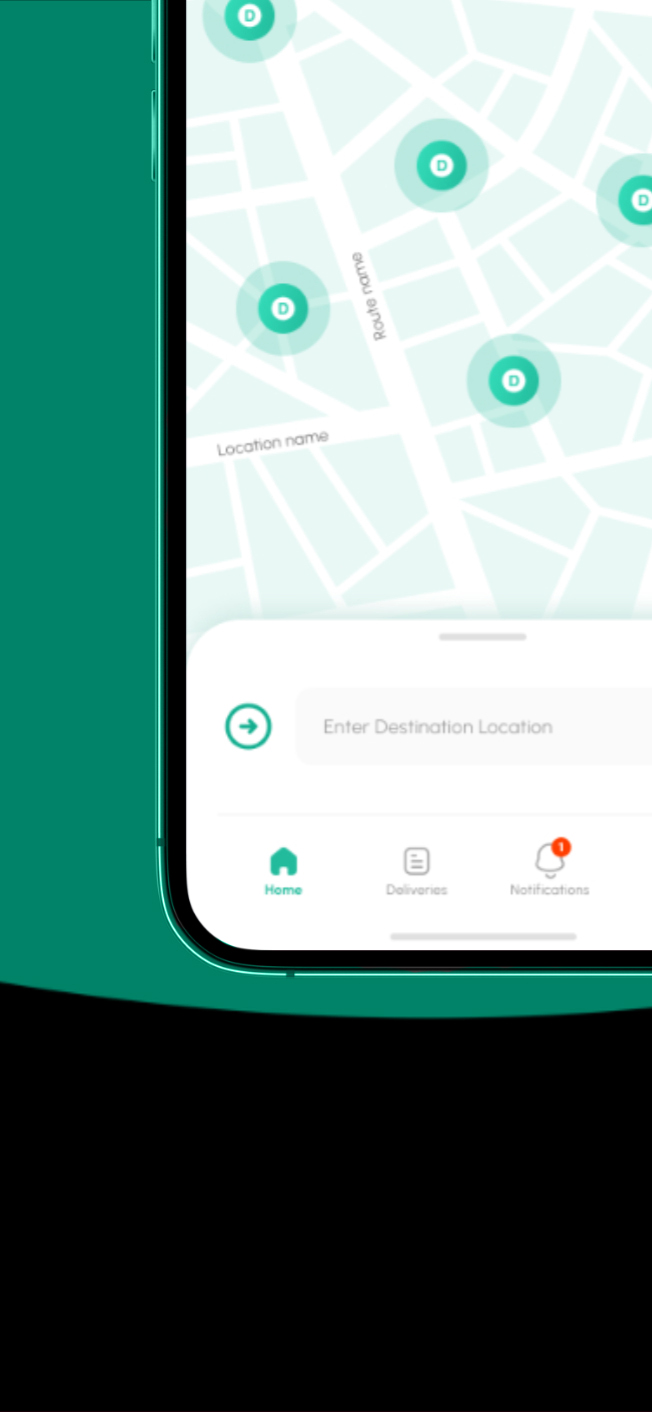 D
D
D
Route name
D
D
Location name
Enter Destination Location
1
Home
Deliveries
Notifications